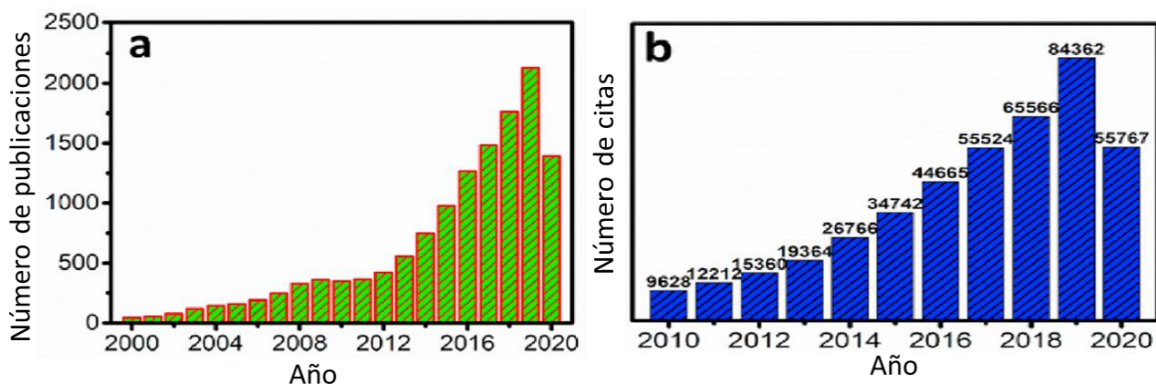 a
Número de publicaciones
2500
2000
1500
1000
500
0
2000 2004 2008 2012 2016 2020
Año
b
Número de citas
9628
12212
15360
19364
26766
34742
44665
55524
65566
84362
55767
2010 2012 2014 2016 2018 2020
Año